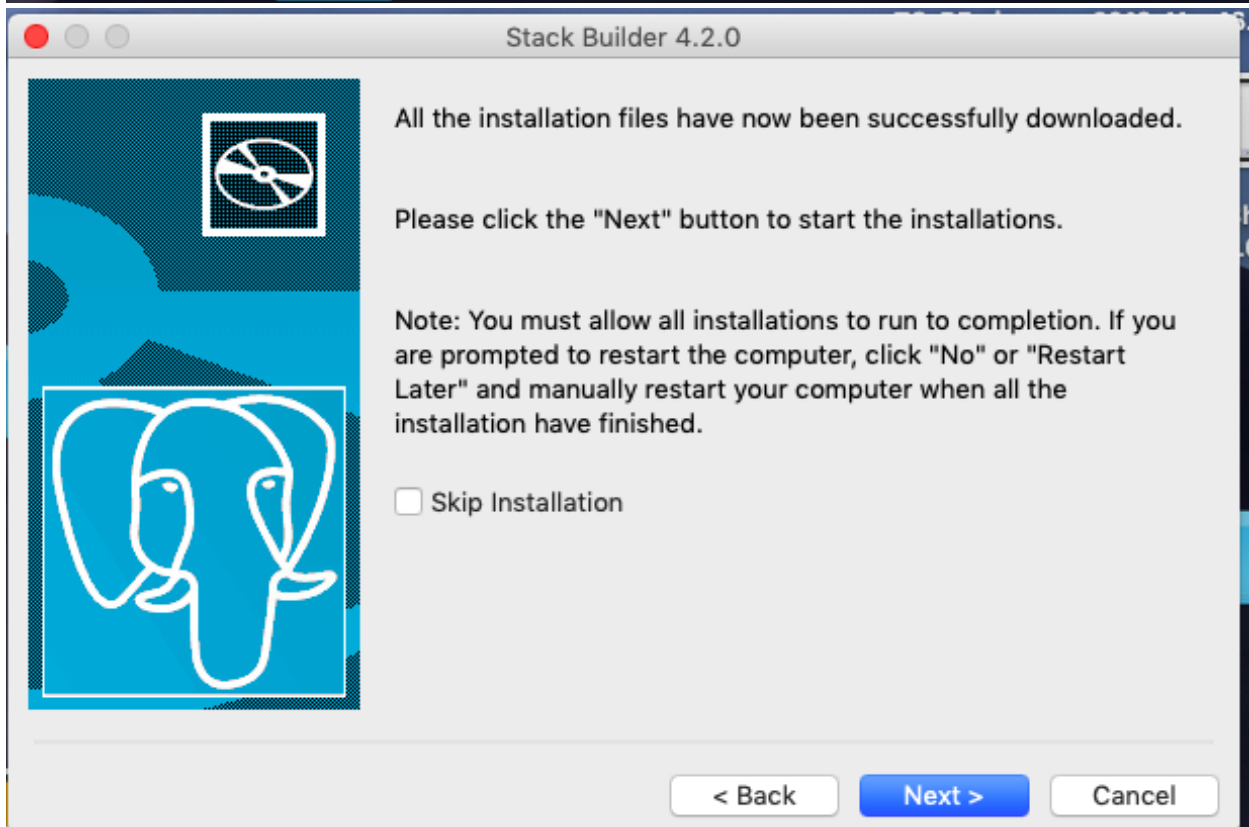 Stack Builder 4.2.0
All the installation files have now been successfully downloaded.
Please click the "Next" button to start the installations.
Note: You must allow all installations to run to completion. If you
are prompted to restart the computer, click "No" or "Restart
Later" and manually restart your computer when all the
installation have finished.
Skip Installation
< Back
Next >
Cancel